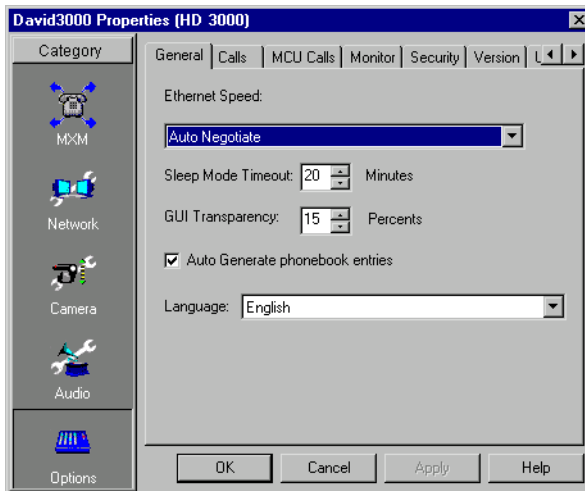 David3000 Properties (HD 3000)
Category
MXM
Network
Camera
Audio
Options
General Calls MCU Calls Monitor Security Version
Ethernet Speed:
Auto Negotiate
Sleep Mode Timeout: 20 Minutes
GUI Transparency: 15 Percents
Auto Generate phonebook entries
Language: English
OK Cancel Apply Help